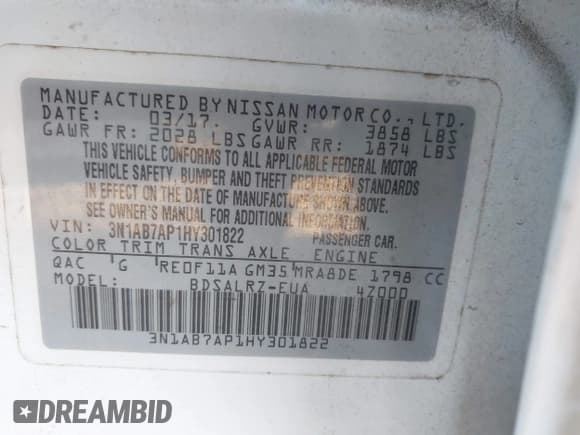 MANUFACTURED BY NISSAN MOTOR CO., LTD.
DATE: 03/17. GVWR: 3858 LBS
GAWR FR: 2028 LBS GAWR RR: 1874 LBS
THIS VEHICLE CONFORMS TO ALL APPLICABLE FEDERAL MOTOR
VEHICLE SAFETY, BUMPER AND THEFT PREVENTION STANDARDS
IN EFFECT ON THE DATE OF MANUFACTURE SHOWN ABOVE.
SEE OWNER'S MANUAL FOR ADDITIONAL INFORMATION.
VIN: 3N1AB7AP1HY301822 PASSENGER CAR.
COLOR TRIM TRANS AXLE ENGINE
QAC G RE0F11A GM35 MRA8DE 1798 CC
MODEL: BDSALRZ-EUA 4Z000
3N1AB7AP1HY301822
DREAMBID